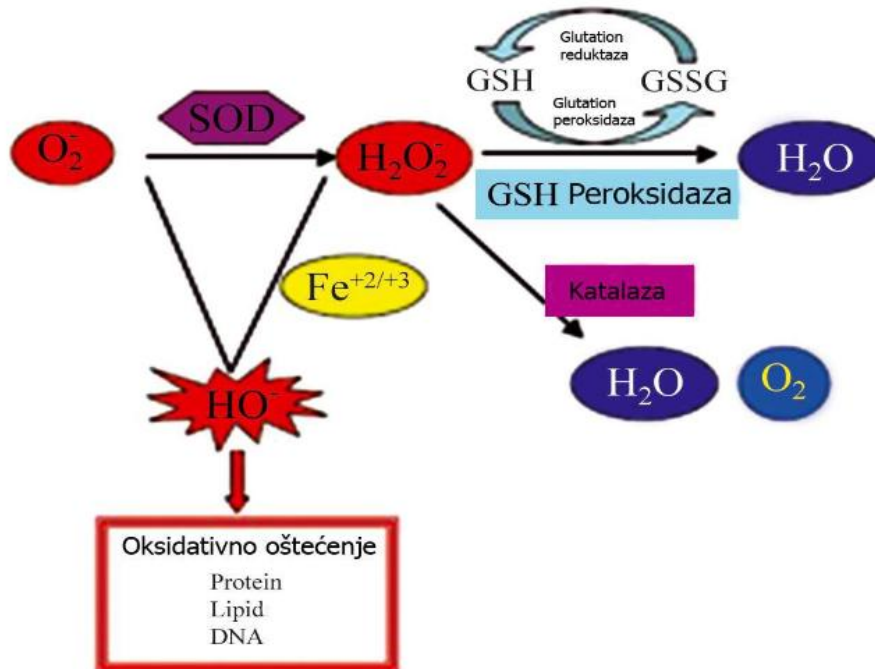 Glutation
reduktaza
GSH
GSSG
Glutation
peroksidaza
SOD
O₂⁻
H₂O₂⁻
H₂O
GSH Peroksidaza
Fe⁺²/⁺³
Katalaza
H₂O
O₂
HO⁻
Oksidativno oštećenje
Protein
Lipid
DNA